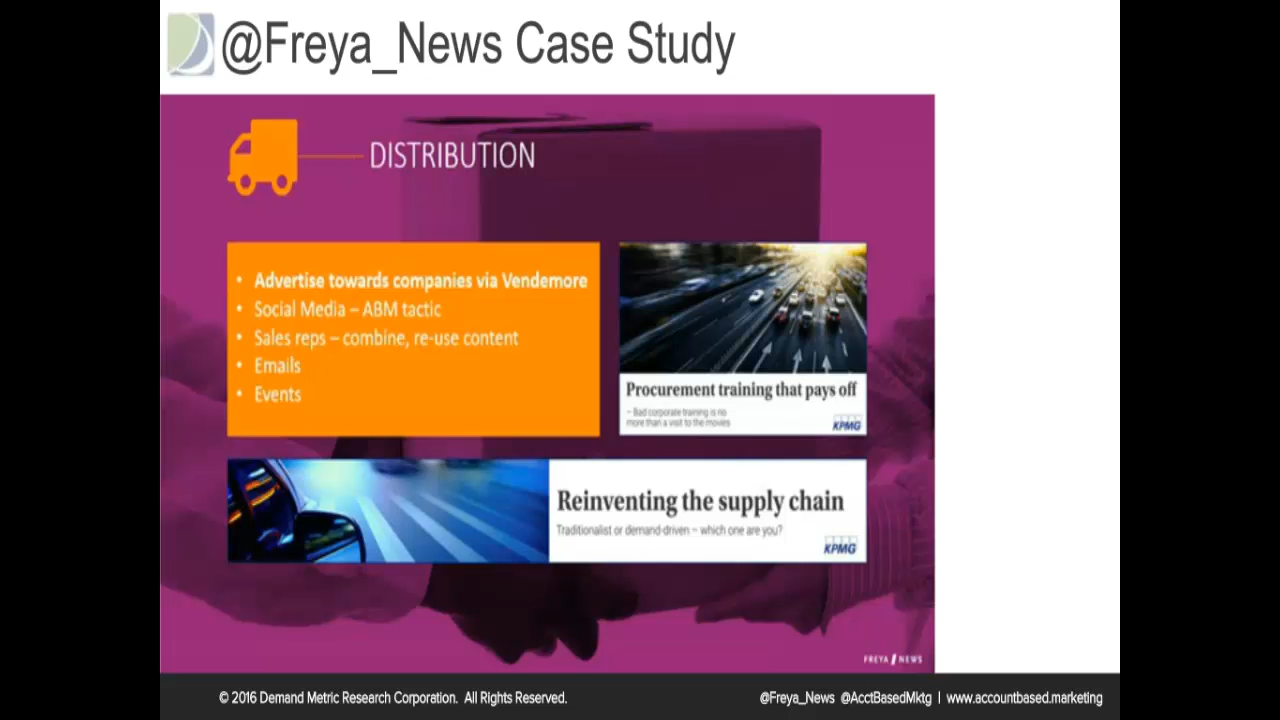 @Freya_News Case Study
DISTRIBUTION
• Advertise towards companies via Vendemore
• Social Media – ABM tactic
• Sales reps – combine, re-use content
• Emails
• Events
Procurement training that pays off
– Bad corporate training is no
more than a visit to the movies
KPMG
Reinventing the supply chain
Traditionalist or demand-driven – which one are you?
KPMG
FREYA NEWS
© 2016 Demand Metric Research Corporation. All Rights Reserved.
@Freya_News @AcctBasedMktg | www.accountbased.marketing